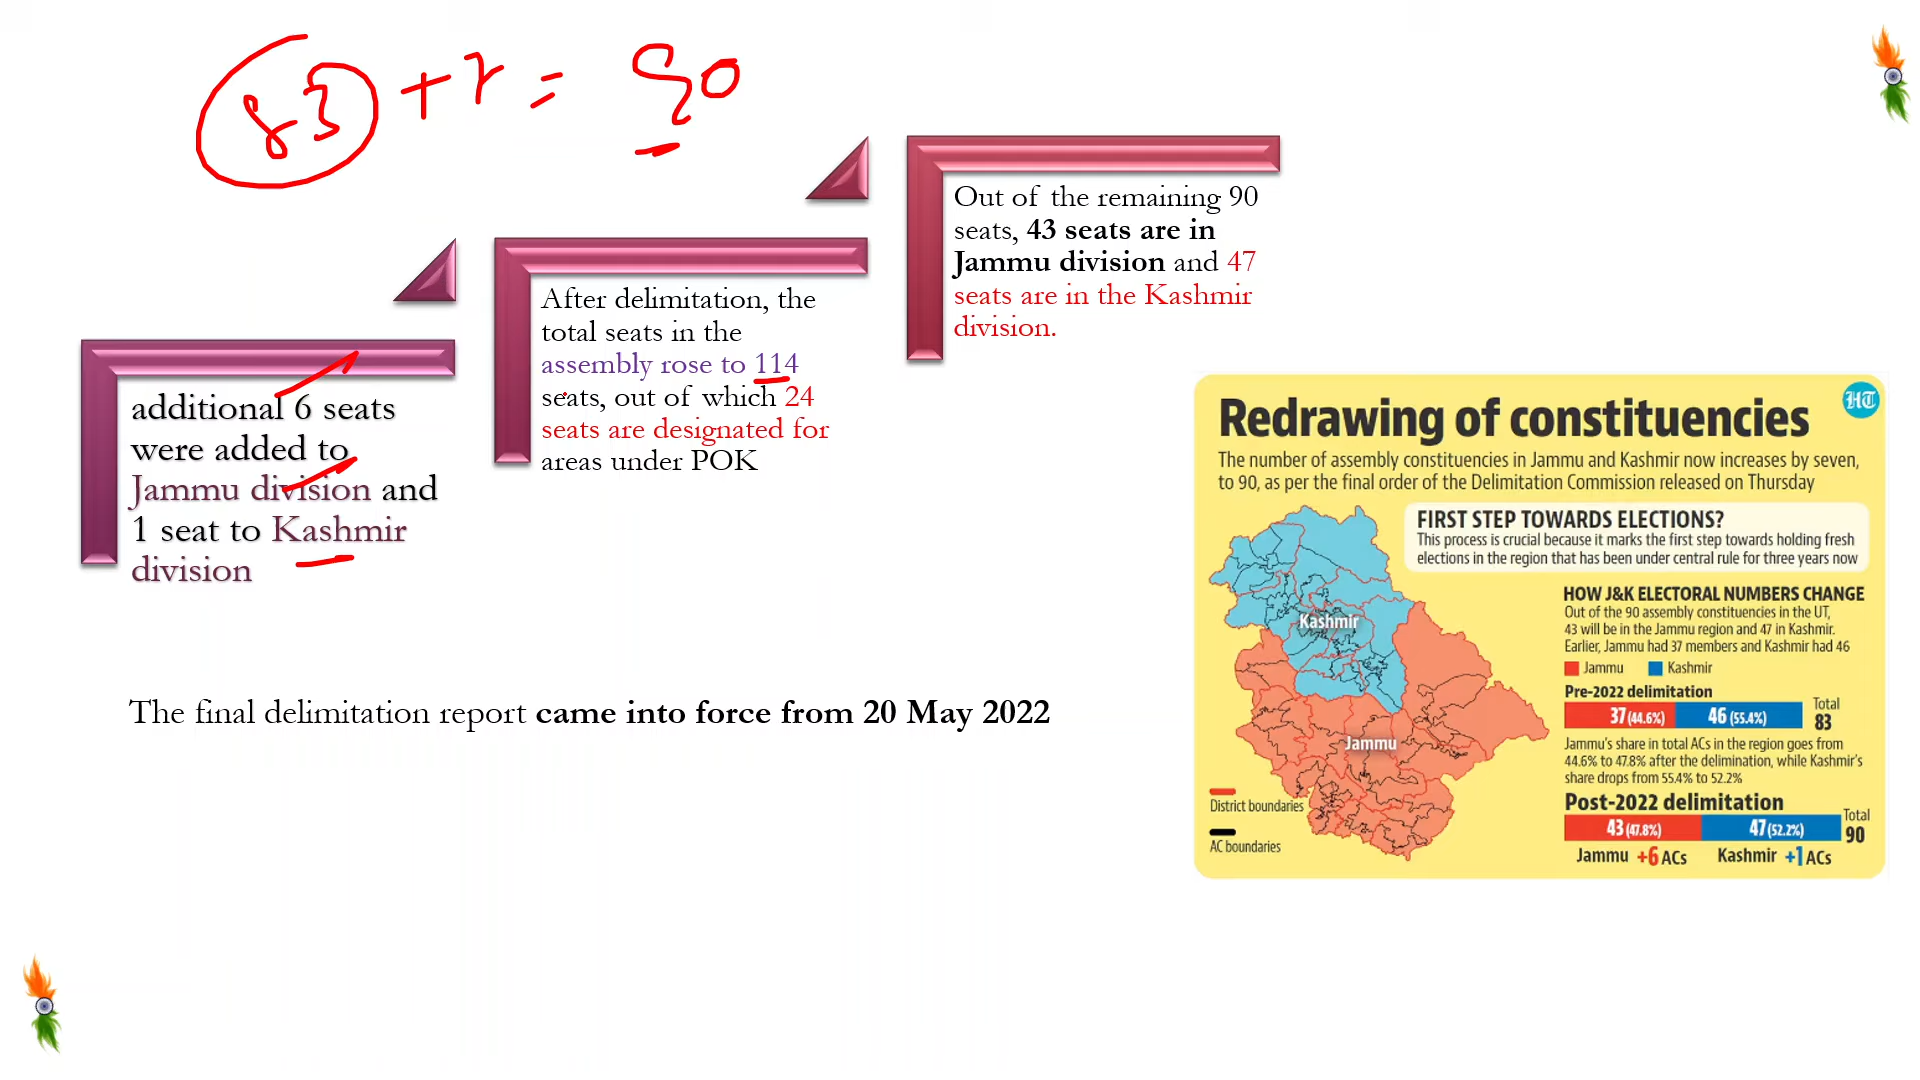 83 + 7 = 90
additional 6 seats
were added to
Jammu division and
1 seat to Kashmir
division
After delimitation, the
total seats in the
assembly rose to 114
seats, out of which 24
seats are designated for
areas under POK
Out of the remaining 90
seats, 43 seats are in
Jammu division and 47
seats are in the Kashmir
division.
The final delimitation report came into force from 20 May 2022
HT
Redrawing of constituencies
The number of assembly constituencies in Jammu and Kashmir now increases by seven,
to 90, as per the final order of the Delimitation Commission released on Thursday
FIRST STEP TOWARDS ELECTIONS?
This process is crucial because it marks the first step towards holding fresh
elections in the region that has been under central rule for three years now
Kashmir
Jammu
District boundaries
AC boundaries
HOW J&K ELECTORAL NUMBERS CHANGE
Out of the 90 assembly constituencies in the UT,
43 will be in the Jammu region and 47 in Kashmir.
Earlier, Jammu had 37 members and Kashmir had 46
Jammu Kashmir
Pre-2022 delimitation
37 (44.6%) 46 (55.4%) Total 83
Jammu's share in total ACs in the region goes from
44.6% to 47.8% after the delimination, while Kashmir's
share drops from 55.4% to 52.2%
Post-2022 delimitation
43 (47.8%) 47 (52.2%) Total 90
Jammu +6 ACs Kashmir +1 ACs